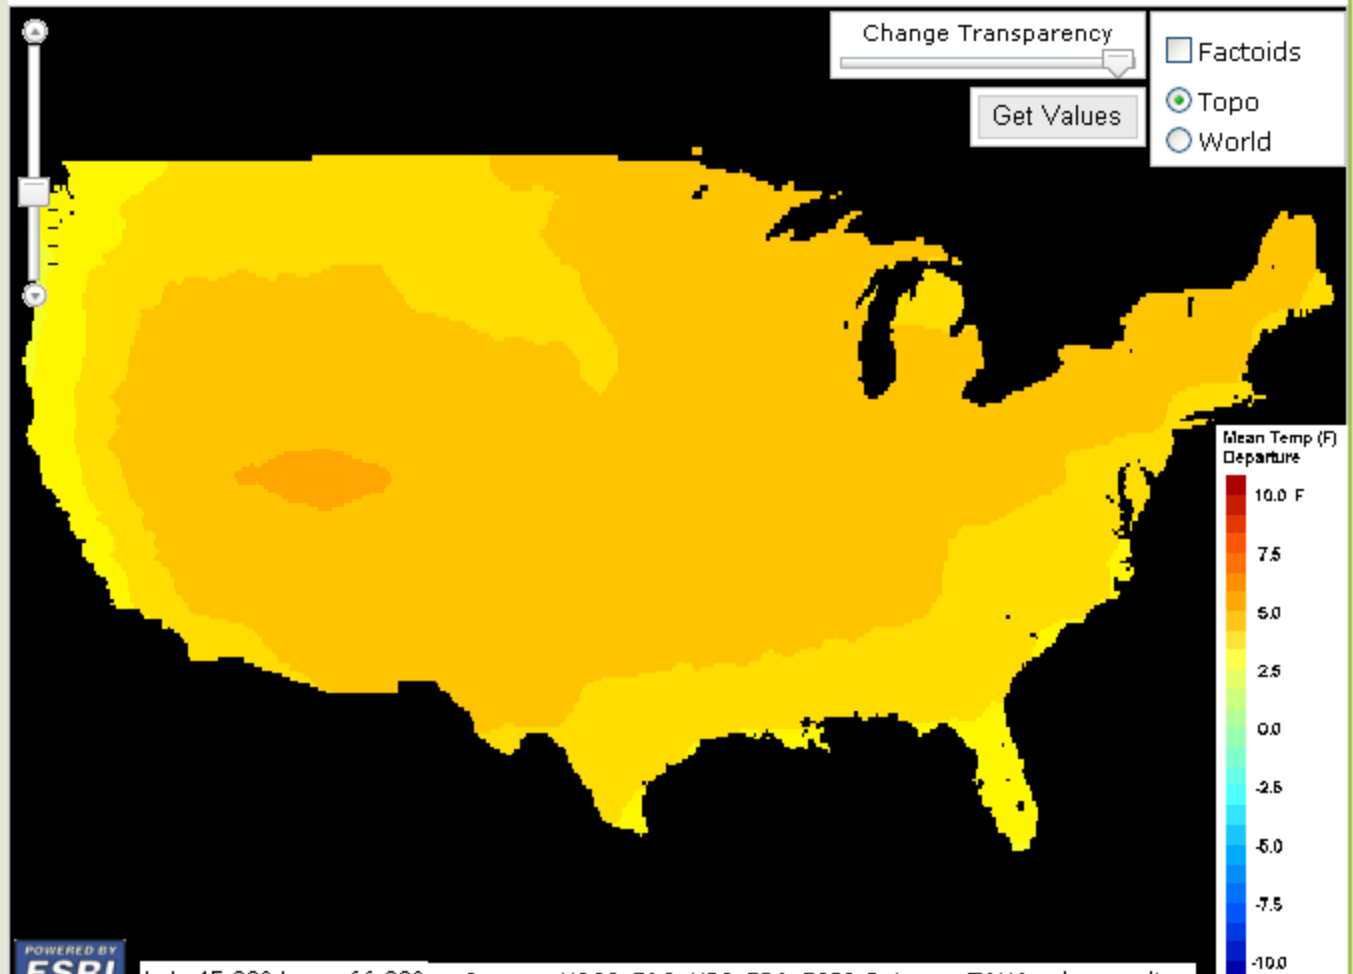 Change Transparency
Get Values
Factoids
Topo
World
Mean Temp (F)
Departure
10.0 F
7.5
5.0
2.5
0.0
-2.5
-5.0
-7.5
-10.0
POWERED BY
ESRI